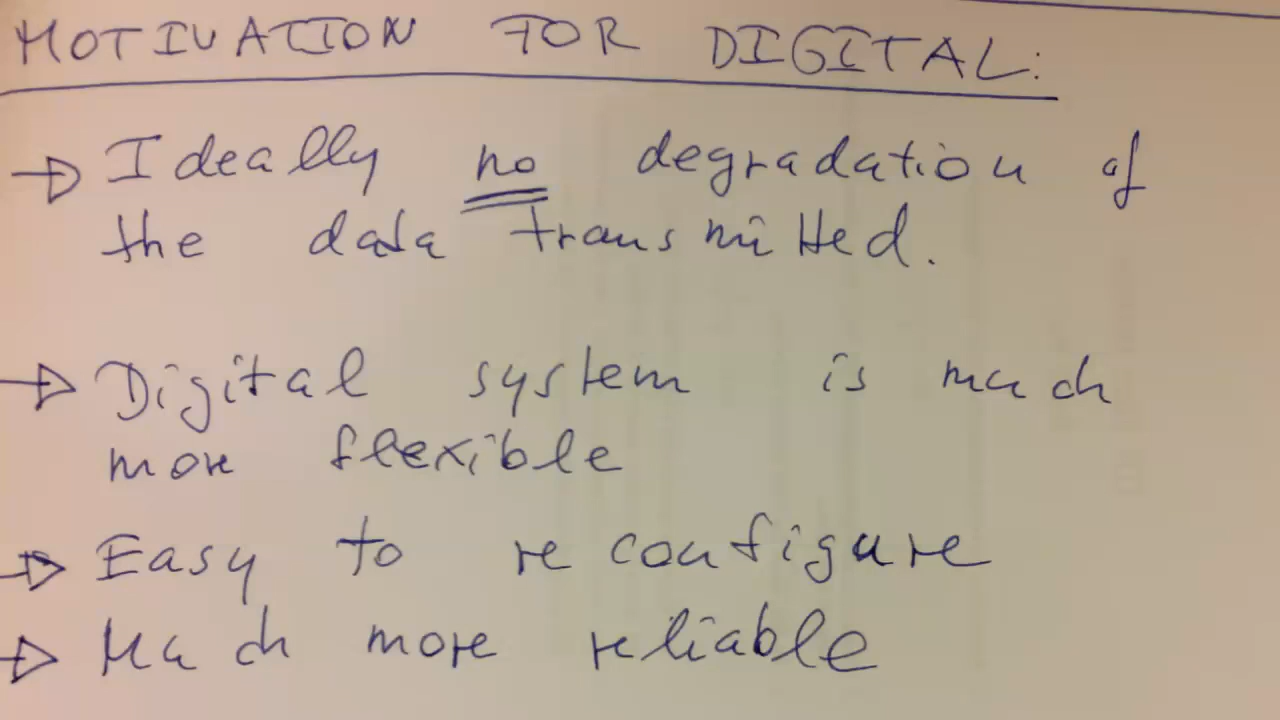 MOTIVATION FOR DIGITAL:
→ Ideally no degradation of
the data transmitted.
→ Digital system is much
more flexible
→ Easy to reconfigure
→ Much more reliable